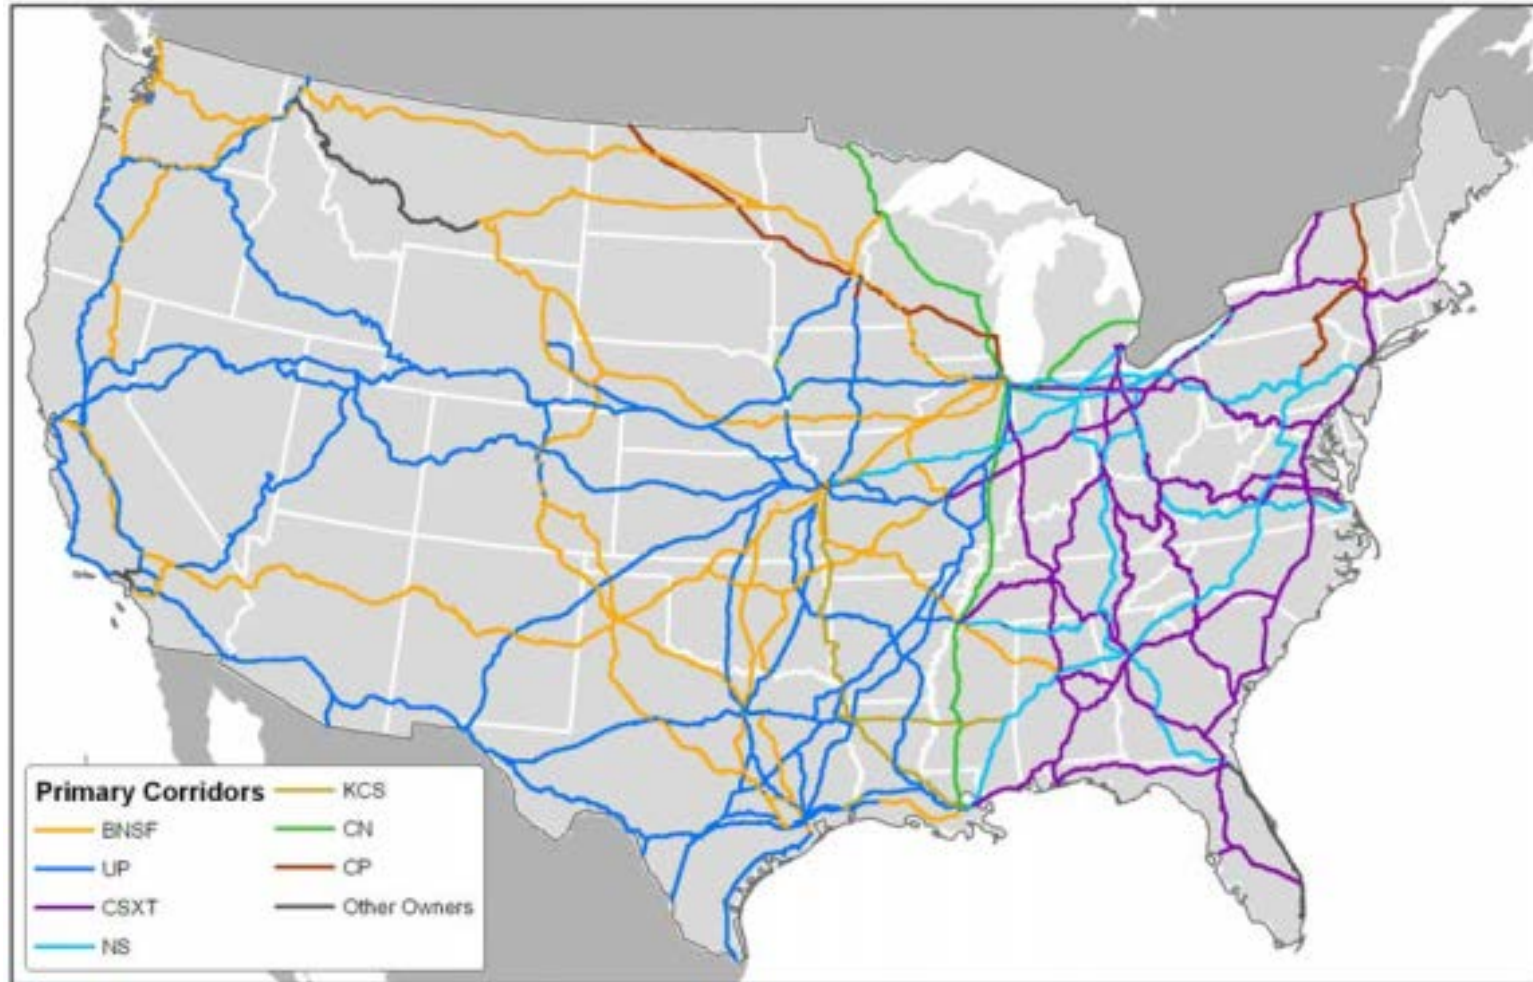 Primary Corridors
BNSF
UP
CSXT
NS
KCS
CN
CP
Other Owners